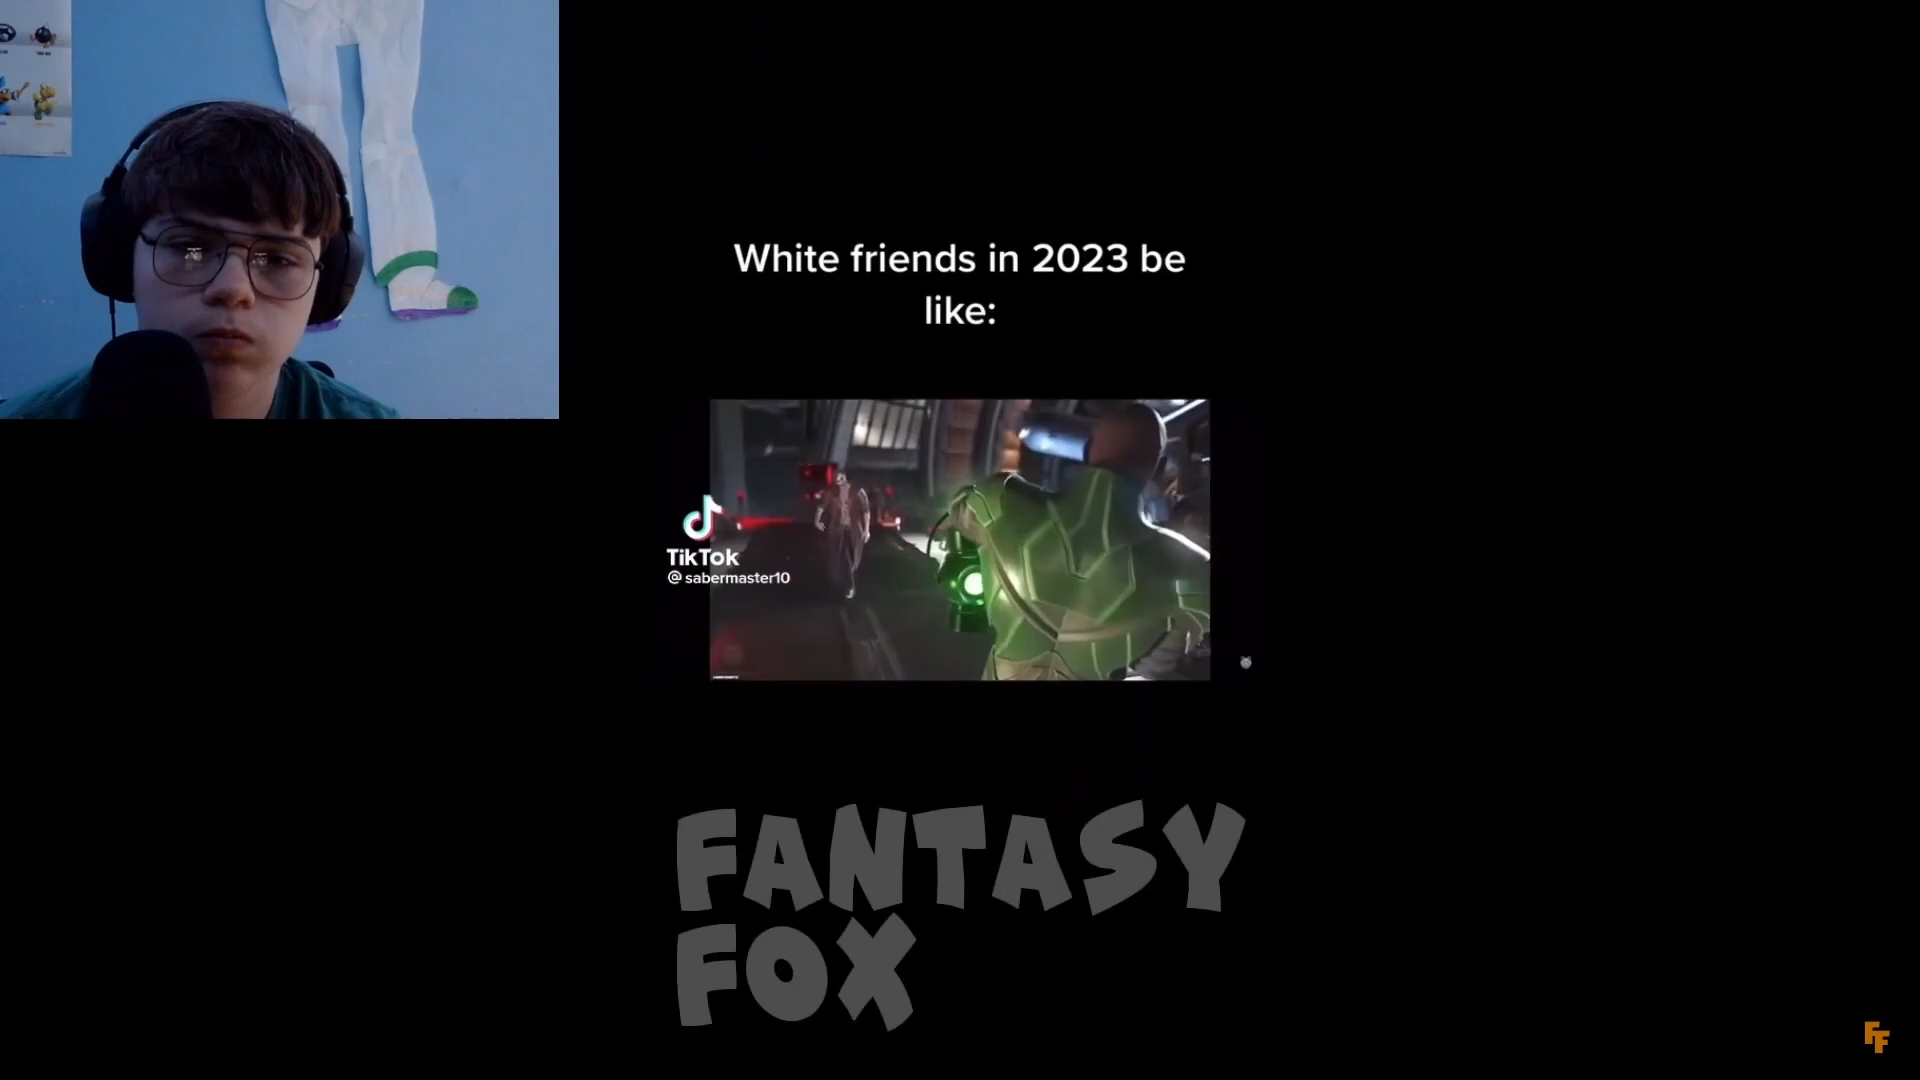 White friends in 2023 be
like:
TikTok
@sabermaster10
FANTASY
FOX
FF